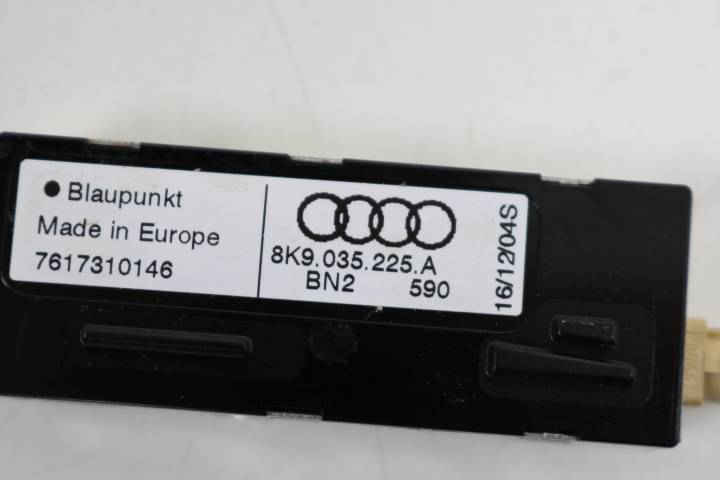 Blaupunkt
Made in Europe
7617310146
8K9.035.225.A
BN2 590
16/12/04S